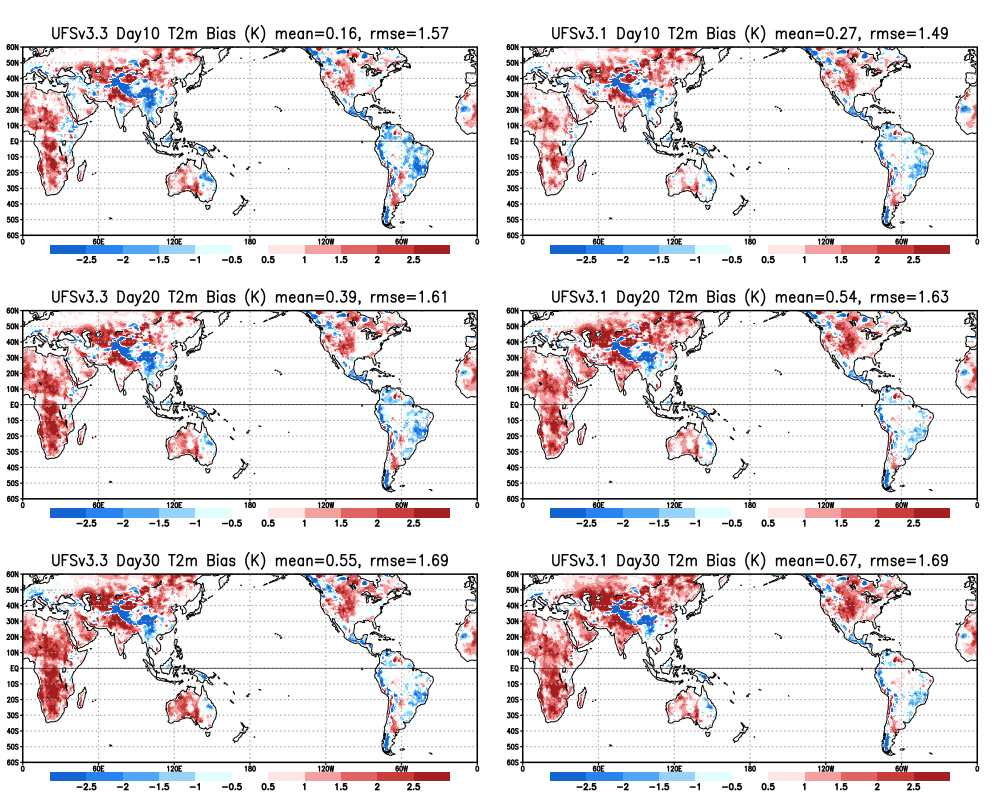 UFSv3.3 Day10 T2m Bias (K) mean=0.16, rmse=1.57
60N
50N
40N
30N
20N
10N
EQ
10S
20S
30S
40S
50S
60S
0 60E 120E 180 120W 60W 0
-2.5 -2 -1.5 -1 -0.5 0.5 1 1.5 2 2.5
UFSv3.1 Day10 T2m Bias (K) mean=0.27, rmse=1.49
60N
50N
40N
30N
20N
10N
EQ
10S
20S
30S
40S
50S
60S
0 60E 120E 180 120W 60W 0
-2.5 -2 -1.5 -1 -0.5 0.5 1 1.5 2 2.5
UFSv3.3 Day20 T2m Bias (K) mean=0.39, rmse=1.61
60N
50N
40N
30N
20N
10N
EQ
10S
20S
30S
40S
50S
60S
0 60E 120E 180 120W 60W 0
-2.5 -2 -1.5 -1 -0.5 0.5 1 1.5 2 2.5
UFSv3.1 Day20 T2m Bias (K) mean=0.54, rmse=1.63
60N
50N
40N
30N
20N
10N
EQ
10S
20S
30S
40S
50S
60S
0 60E 120E 180 120W 60W 0
-2.5 -2 -1.5 -1 -0.5 0.5 1 1.5 2 2.5
UFSv3.3 Day30 T2m Bias (K) mean=0.55, rmse=1.69
60N
50N
40N
30N
20N
10N
EQ
10S
20S
30S
40S
50S
60S
0 60E 120E 180 120W 60W 0
-2.5 -2 -1.5 -1 -0.5 0.5 1 1.5 2 2.5
UFSv3.1 Day30 T2m Bias (K) mean=0.67, rmse=1.69
60N
50N
40N
30N
20N
10N
EQ
10S
20S
30S
40S
50S
60S
0 60E 120E 180 120W 60W 0
-2.5 -2 -1.5 -1 -0.5 0.5 1 1.5 2 2.5